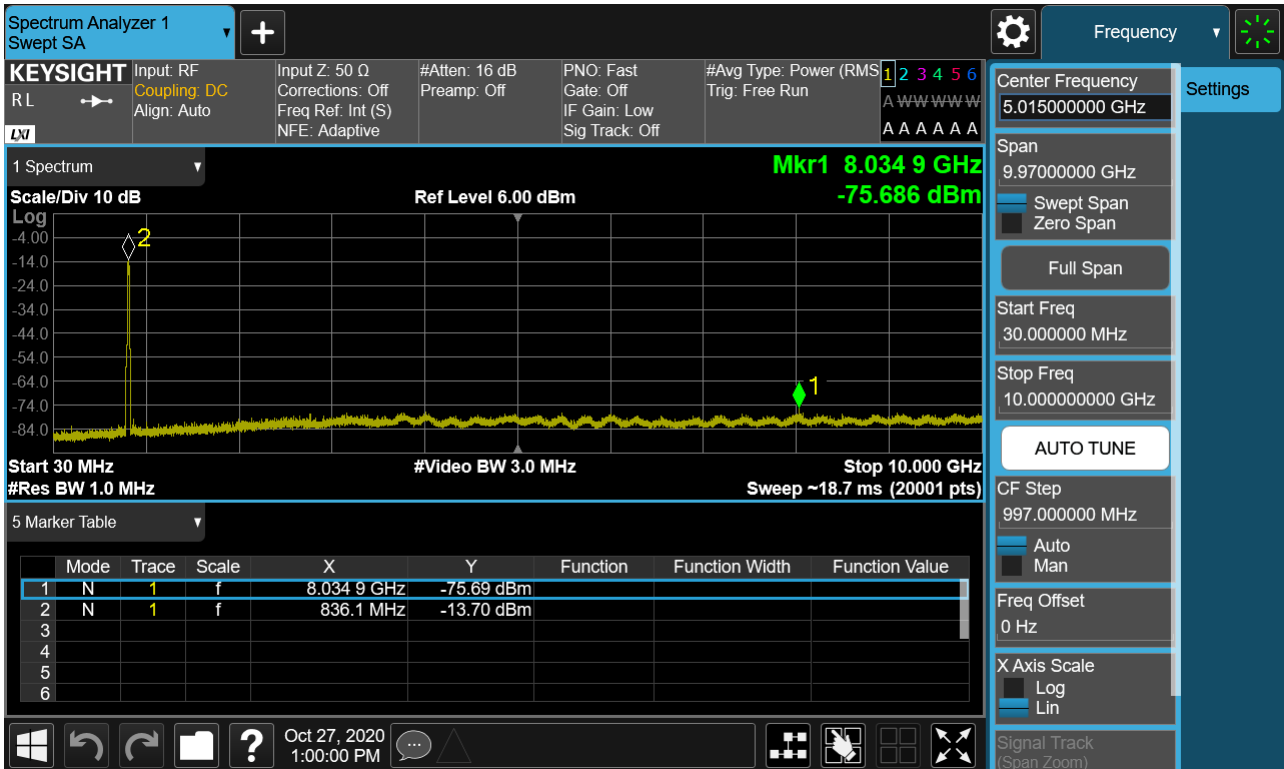 Spectrum Analyzer 1
Swept SA
+
Frequency
KEYSIGHT
R L
LXI
Input: RF
Coupling: DC
Align: Auto
Input Z: 50 Ω
Corrections: Off
Freq Ref: Int (S)
NFE: Adaptive
#Atten: 16 dB
Preamp: Off
PNO: Fast
Gate: Off
IF Gain: Low
Sig Track: Off
#Avg Type: Power (RMS
Trig: Free Run
1 2 3 4 5 6
A W W W W W
A A A A A A
Center Frequency
5.015000000 GHz
Settings
Span
9.97000000 GHz
Swept Span
Zero Span
Full Span
Start Freq
30.000000 MHz
Stop Freq
10.000000000 GHz
AUTO TUNE
CF Step
997.000000 MHz
Auto
Man
Freq Offset
0 Hz
X Axis Scale
Log
Lin
Signal Track
(Span Zoom)
1 Spectrum
Mkr1 8.034 9 GHz
-75.686 dBm
Scale/Div 10 dB
Ref Level 6.00 dBm
Log
-4.00
-14.0
-24.0
-34.0
-44.0
-54.0
-64.0
-74.0
-84.0
2
1
Start 30 MHz
#Video BW 3.0 MHz
Stop 10.000 GHz
#Res BW 1.0 MHz
Sweep ~18.7 ms (20001 pts)
5 Marker Table
Mode Trace Scale X Y Function Function Width Function Value
1 N 1 f 8.034 9 GHz -75.69 dBm
2 N 1 f 836.1 MHz -13.70 dBm
3
4
5
6
?
Oct 27, 2020
1:00:00 PM